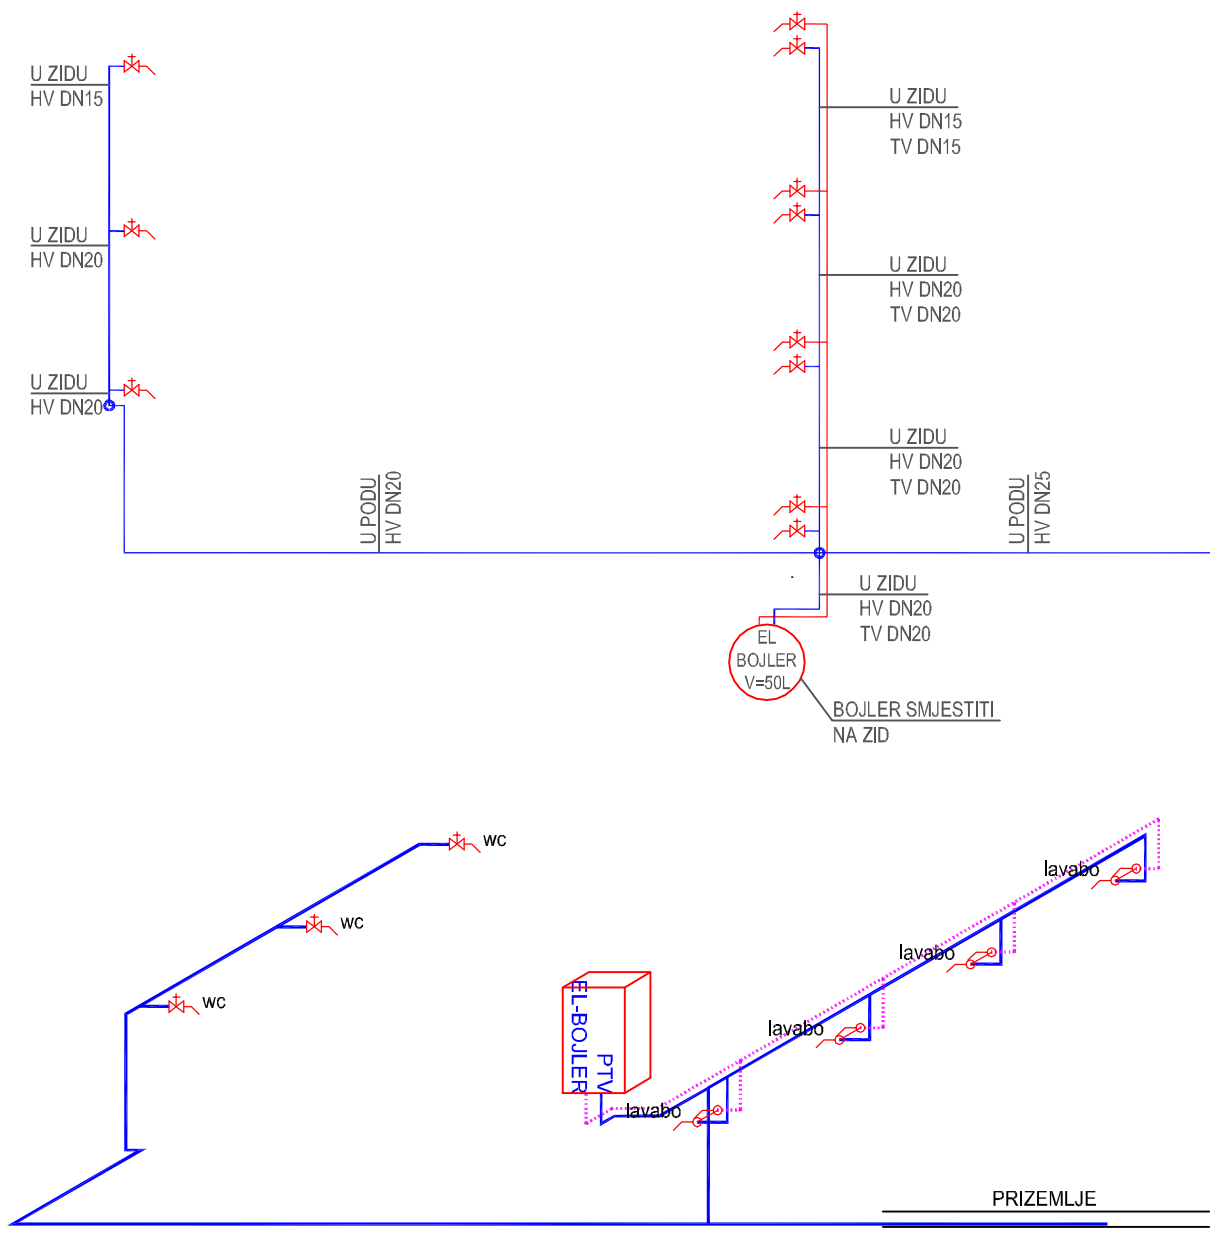 U ZIDU
HV DN15
U ZIDU
HV DN15
TV DN15
U ZIDU
HV DN20
U ZIDU
HV DN20
TV DN20
U ZIDU
HV DN20
U ZIDU
HV DN20
TV DN20
U PODU
HV DN20
U PODU
HV DN25
U ZIDU
HV DN20
TV DN20
EL
BOJLER
V=50L
BOJLER SMJESTITI
NA ZID
wc
wc
wc
lavabo
lavabo
lavabo
lavabo
EL-BOJLER
PTV
PRIZEMLJE